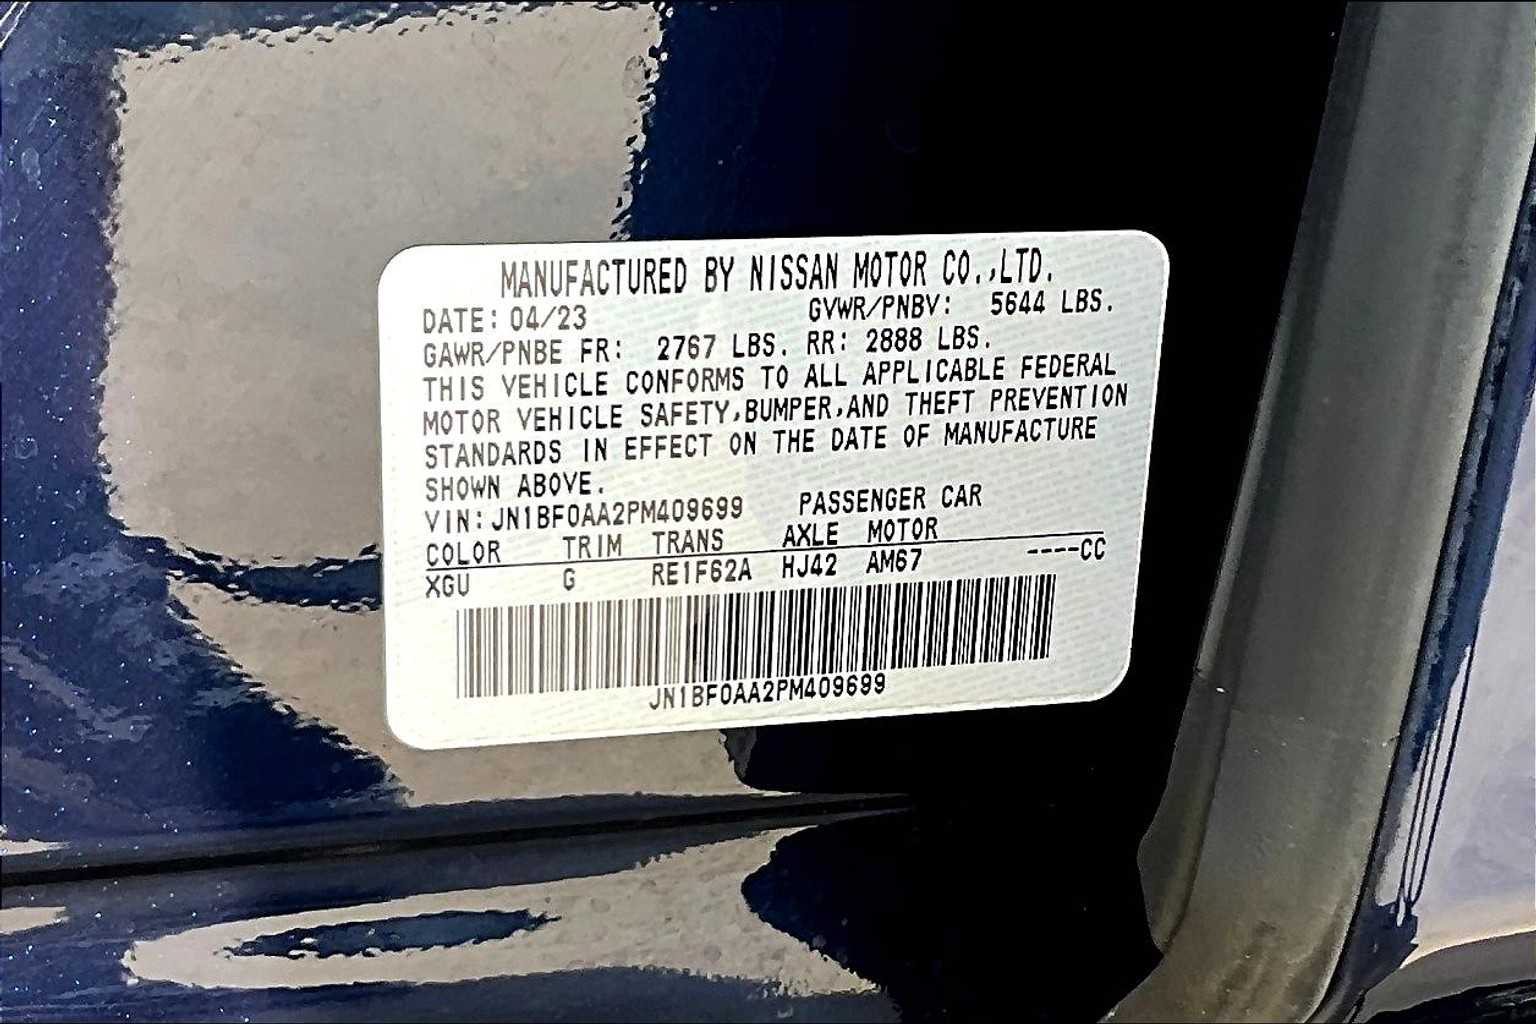 MANUFACTURED BY NISSAN MOTOR CO.,LTD.
DATE: 04/23 GVWR/PNBV: 5644 LBS.
GAWR/PNBE FR: 2767 LBS. RR: 2888 LBS.
THIS VEHICLE CONFORMS TO ALL APPLICABLE FEDERAL
MOTOR VEHICLE SAFETY,BUMPER,AND THEFT PREVENTION
STANDARDS IN EFFECT ON THE DATE OF MANUFACTURE
SHOWN ABOVE.
VIN: JN1BF0AA2PM409699 PASSENGER CAR
COLOR TRIM TRANS AXLE MOTOR
XGU G RE1F62A HJ42 AM67 ----CC
JN1BF0AA2PM409699